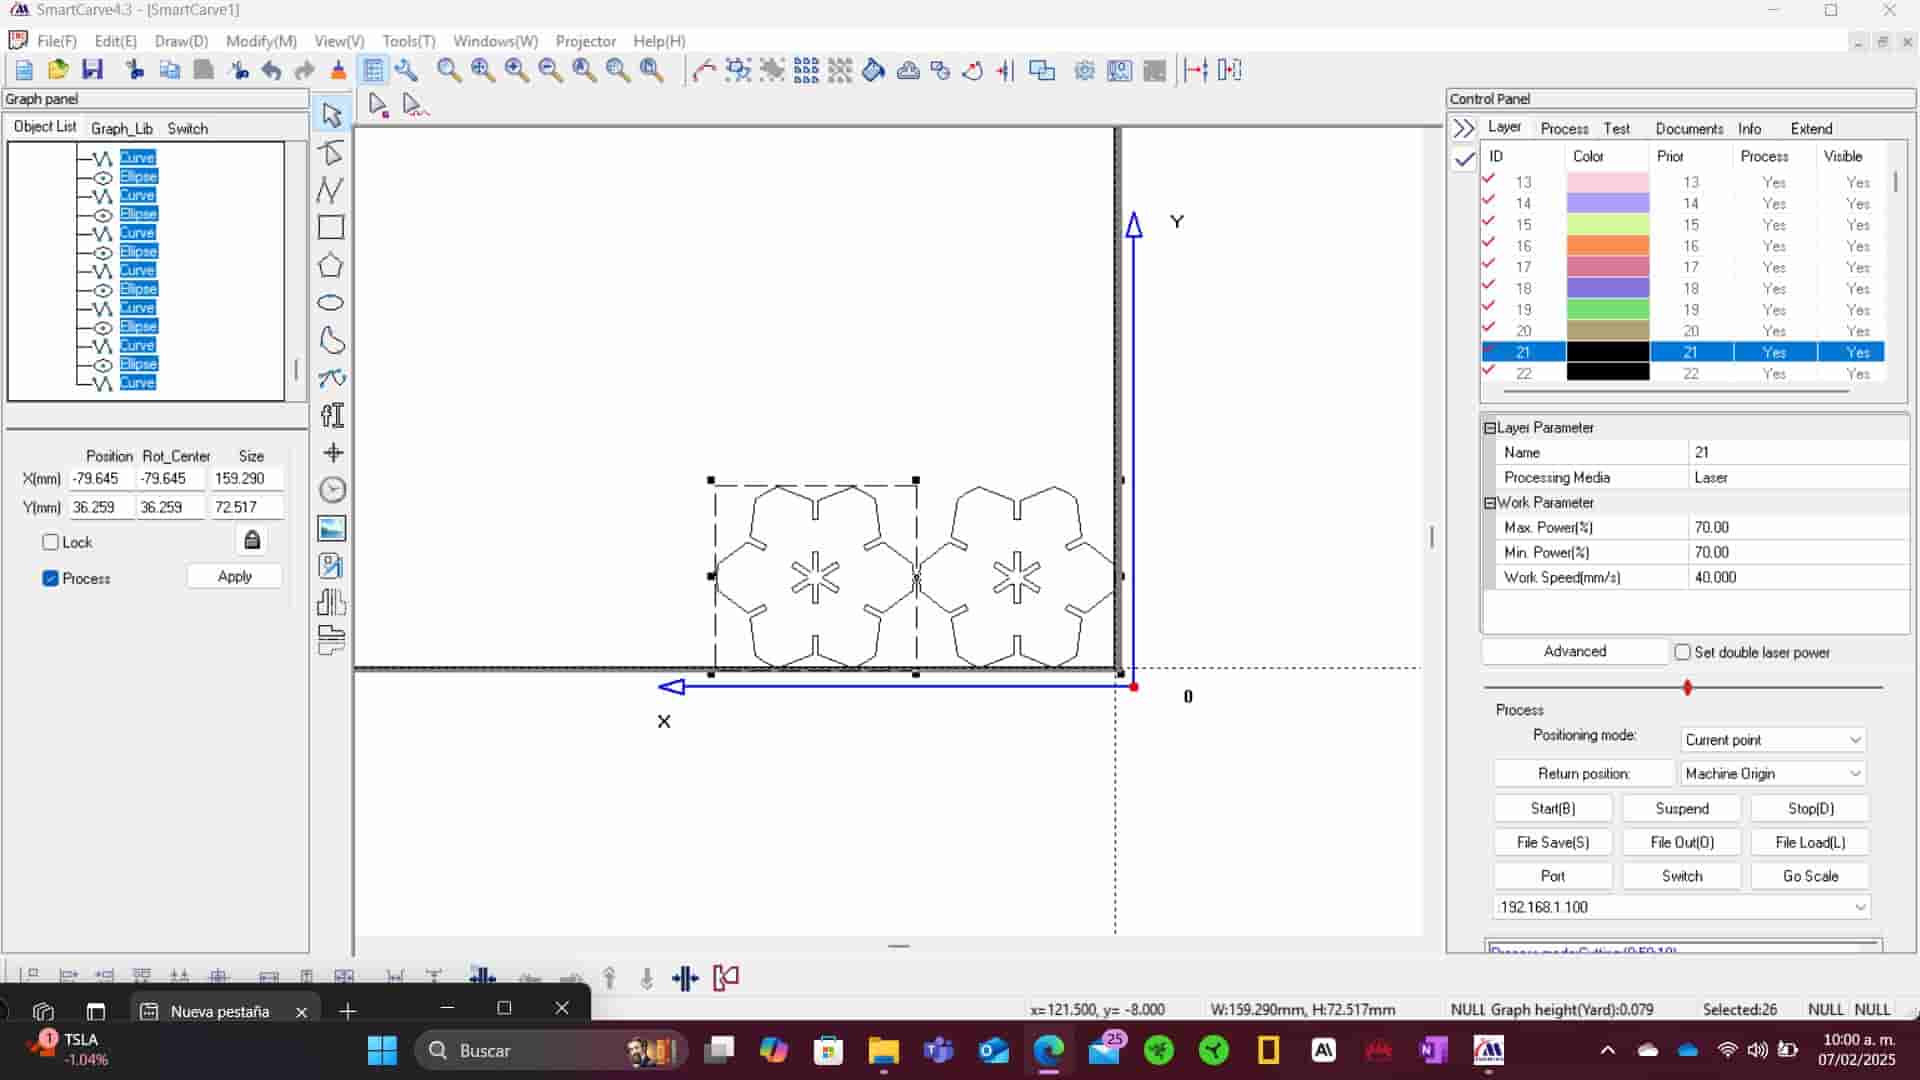 SmartCarve4.3 - [SmartCarve1]
File(F) Edit(E) Draw(D) Modify(M) View(V) Tools(T) Windows(W) Projector Help(H)
Graph panel
Object List Graph_Lib Switch
Curve
Ellipse
Curve
Ellipse
Curve
Ellipse
Curve
Ellipse
Curve
Ellipse
Curve
Ellipse
Curve
Position Rot_Center Size
X(mm) -79.645 -79.645 159.290
Y(mm) 36.259 36.259 72.517
Lock
Process Apply
Y
X
0
Control Panel
Layer Process Test Documents Info Extend
ID Color Prior Process Visible
13 13 Yes Yes
14 14 Yes Yes
15 15 Yes Yes
16 16 Yes Yes
17 17 Yes Yes
18 18 Yes Yes
19 19 Yes Yes
20 20 Yes Yes
21 21 Yes Yes
22 22 Yes Yes
Layer Parameter
Name 21
Processing Media Laser
Work Parameter
Max. Power(%) 70.00
Min. Power(%) 70.00
Work Speed(mm/s) 40.000
Advanced Set double laser power
Process
Positioning mode: Current point
Return position: Machine Origin
Start(B) Suspend Stop(D)
File Save(S) File Out(O) File Load(L)
Port Switch Go Scale
:192.168.1.100
Nueva pestaña
x=121.500, y= -8.000 W:159.290mm, H:72.517mm NULL Graph height(Yard):0.079 Selected:26 NULL NULL
1 TSLA
-1.04%
Buscar
25
10:00 a. m.
07/02/2025